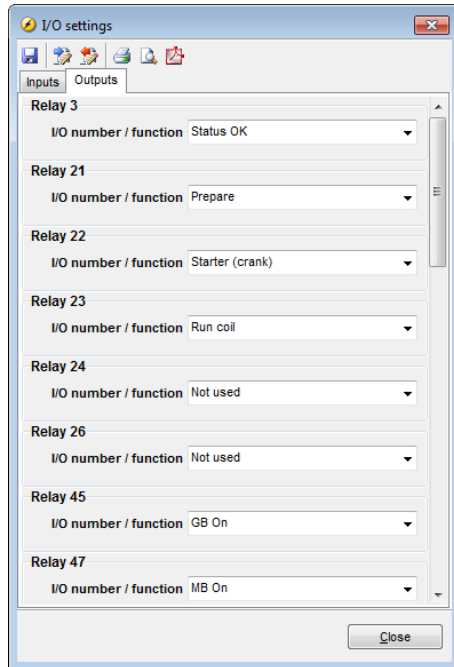 I/O settings
Inputs
Outputs
Relay 3
I/O number / function Status OK
Relay 21
I/O number / function Prepare
Relay 22
I/O number / function Starter (crank)
Relay 23
I/O number / function Run coil
Relay 24
I/O number / function Not used
Relay 26
I/O number / function Not used
Relay 45
I/O number / function GB On
Relay 47
I/O number / function MB On
Close